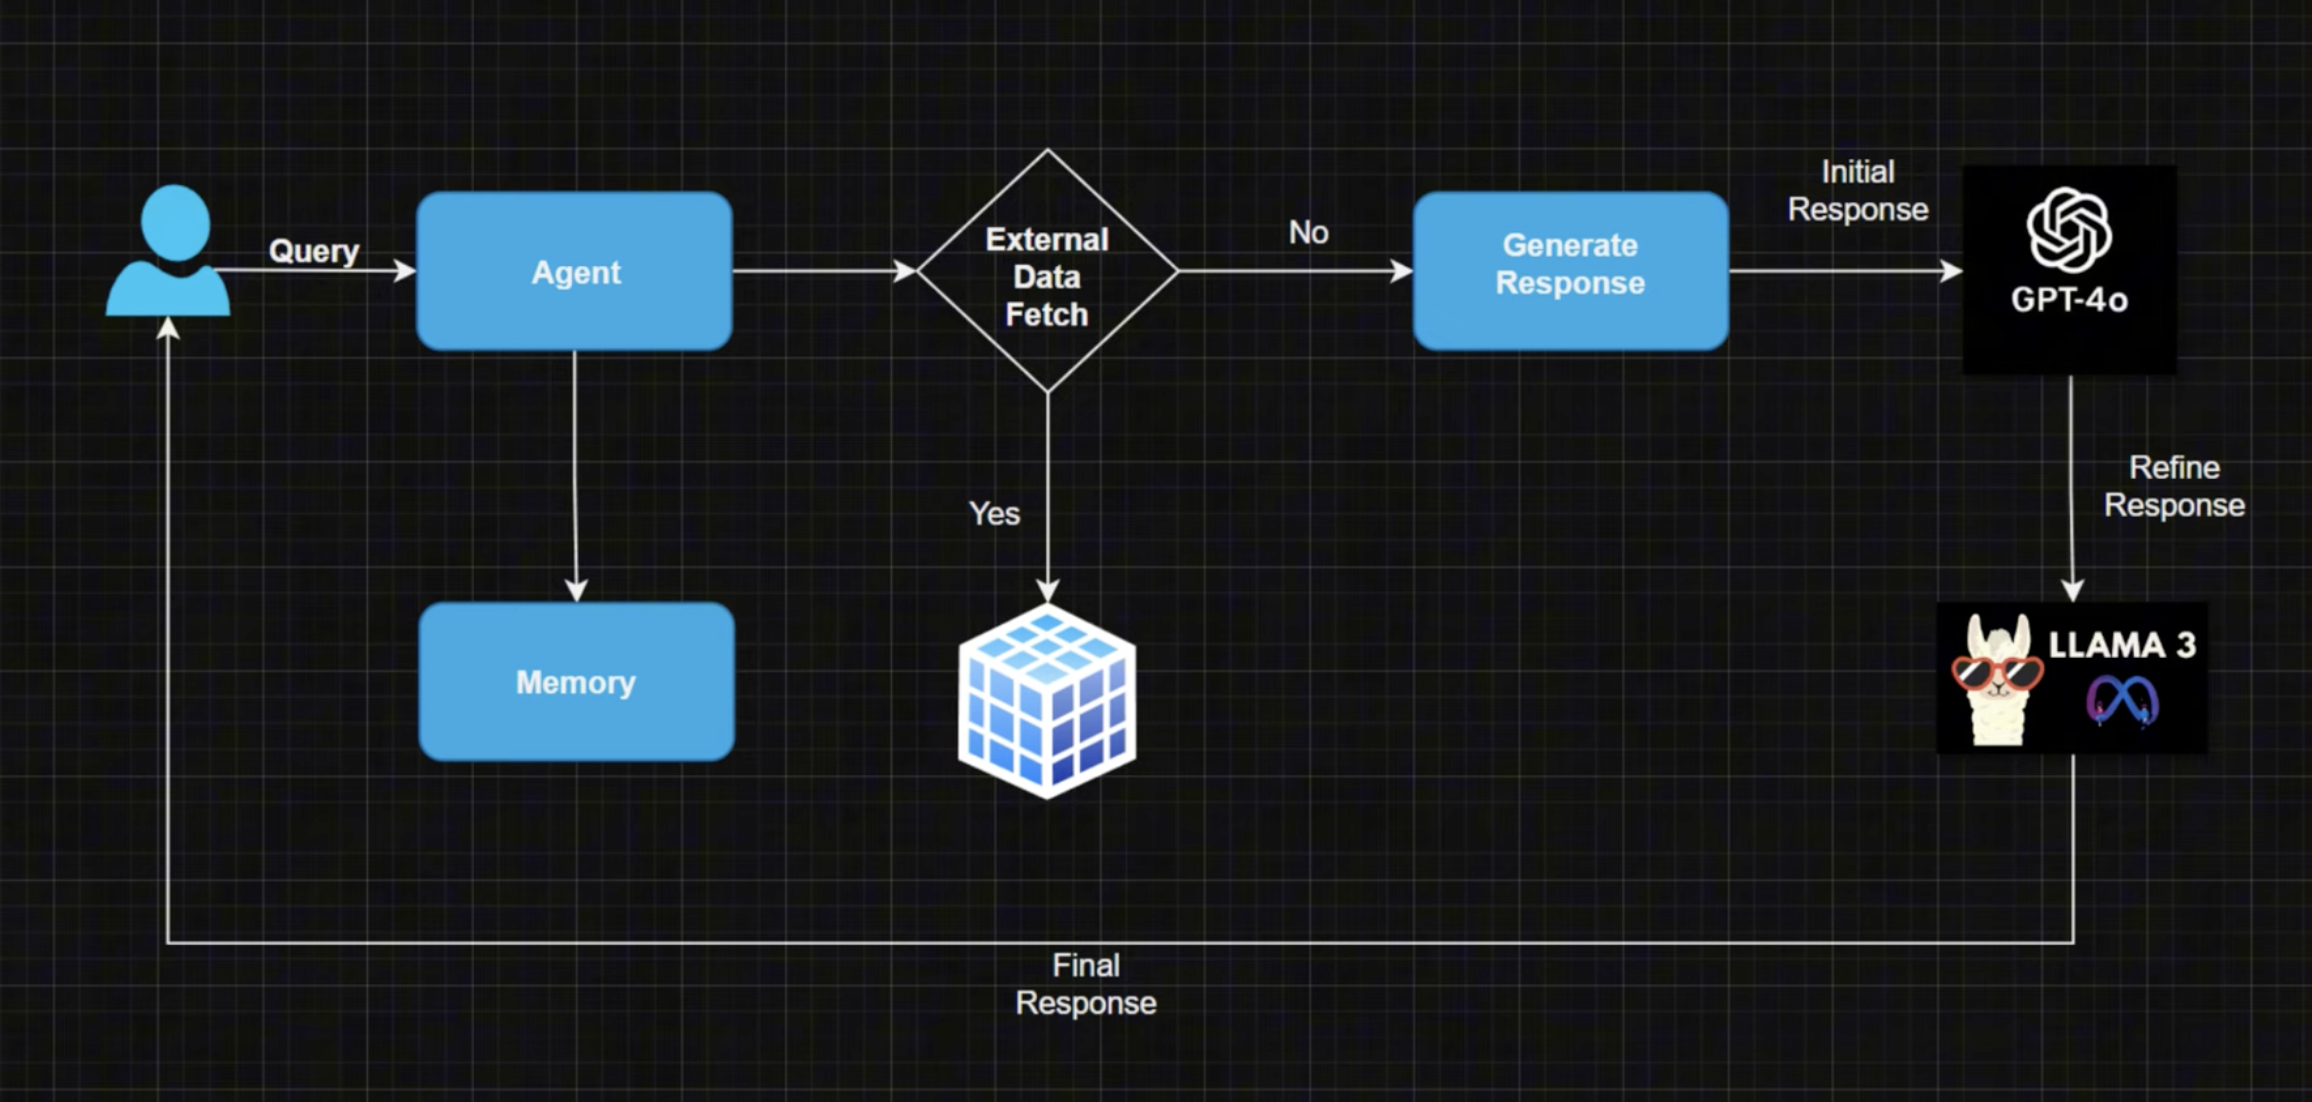 Query
Agent
External
Data
Fetch
No
Generate
Response
Initial
Response
GPT-4o
Yes
Refine
Response
Memory
LLAMA 3
Final
Response